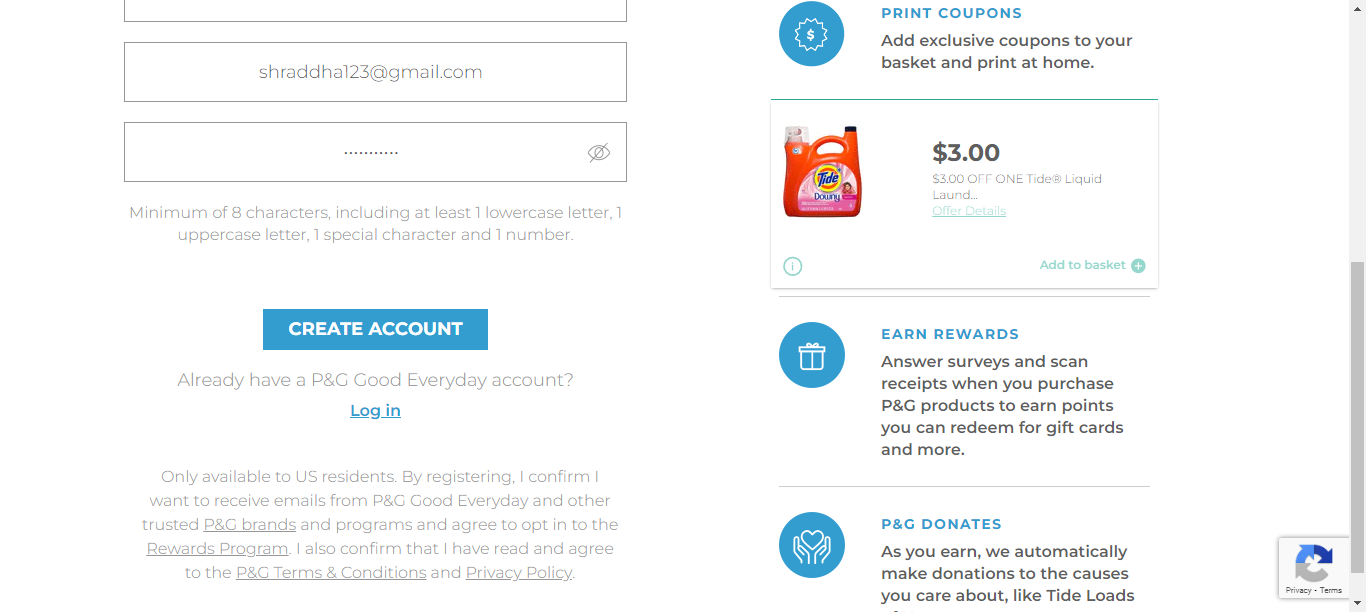 shraddha123@gmail.com
···········
Minimum of 8 characters, including at least 1 lowercase letter, 1
uppercase letter, 1 special character and 1 number.
CREATE ACCOUNT
Already have a P&G Good Everyday account?
Log in
Only available to US residents. By registering, I confirm I
want to receive emails from P&G Good Everyday and other
trusted P&G brands and programs and agree to opt in to the
Rewards Program. I also confirm that I have read and agree
to the P&G Terms & Conditions and Privacy Policy.
PRINT COUPONS
$
Add exclusive coupons to your
basket and print at home.
Tide
Downy
$3.00
$3.00 OFF ONE Tide® Liquid
Laund...
Offer Details
Add to basket
EARN REWARDS
Answer surveys and scan
receipts when you purchase
P&G products to earn points
you can redeem for gift cards
and more.
P&G DONATES
As you earn, we automatically
make donations to the causes
you care about, like Tide Loads
Privacy - Terms